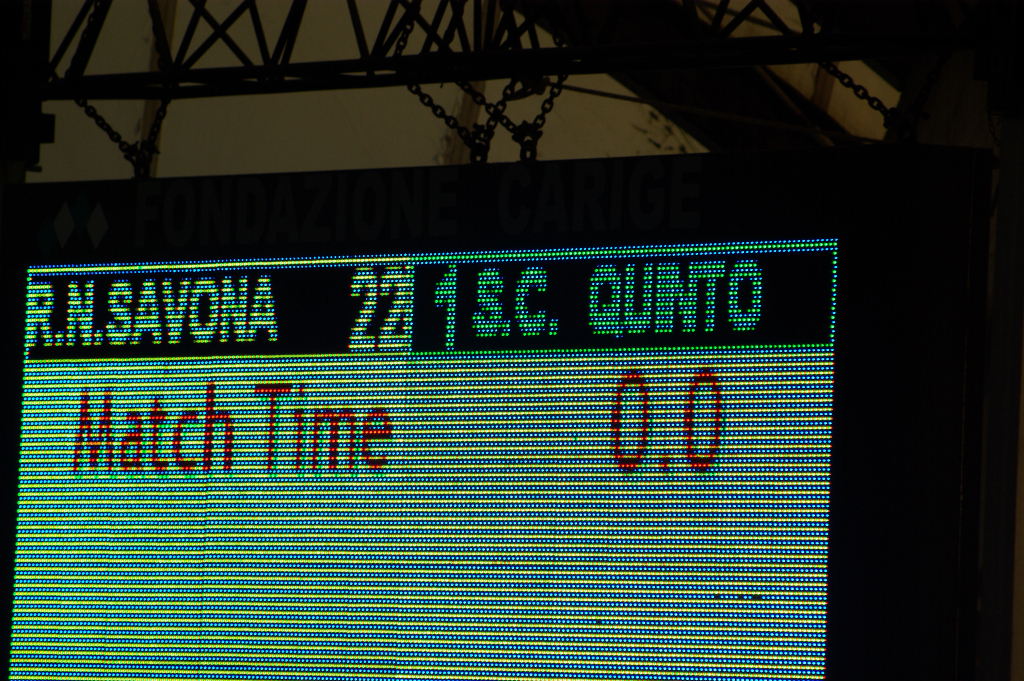 FONDAZIONE CARIGE
R.N.SAVONA 22 1 S.C. QUINTO
Match Time 0.0